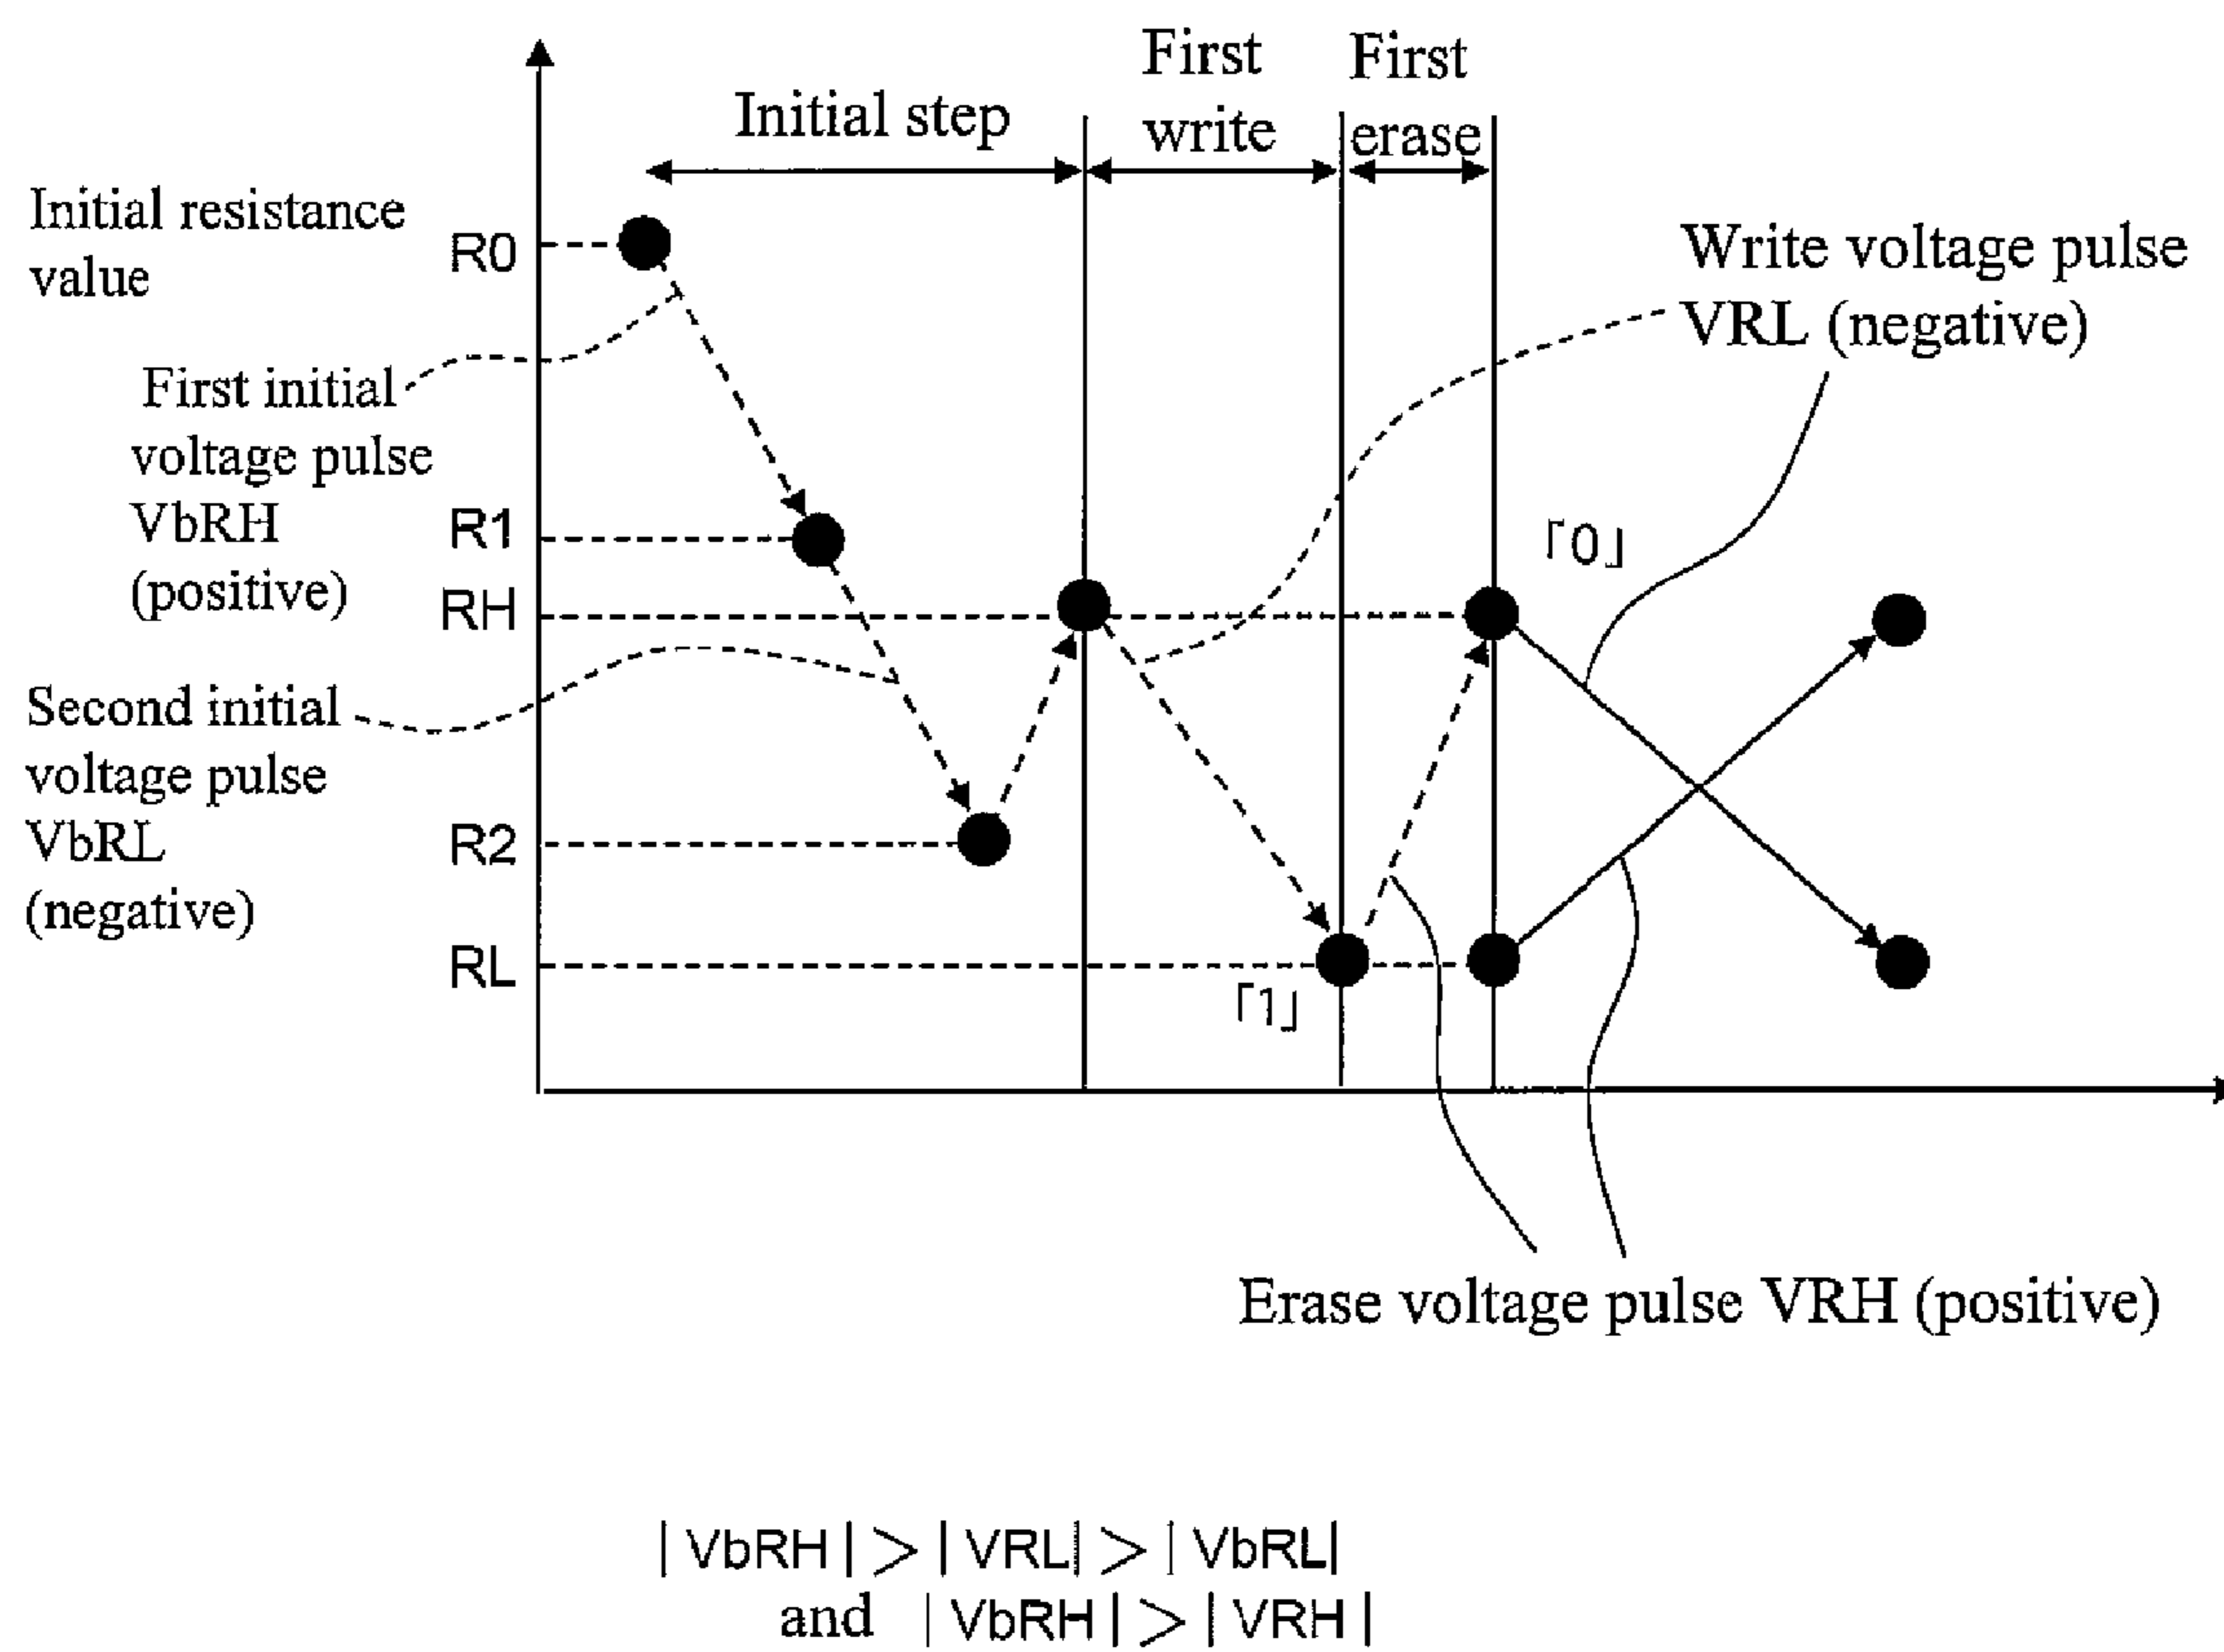 First
write
First
erase
Initial step
Initial resistance
value
R0
Write voltage pulse
VRL (negative)
First initial
voltage pulse
VbRH
(positive)
R1
「0」
RH
Second initial
voltage pulse
VbRL
(negative)
R2
RL
「1」
Erase voltage pulse VRH (positive)
| VbRH | > | VRL | > | VbRL |
and | VbRH | > | VRH |